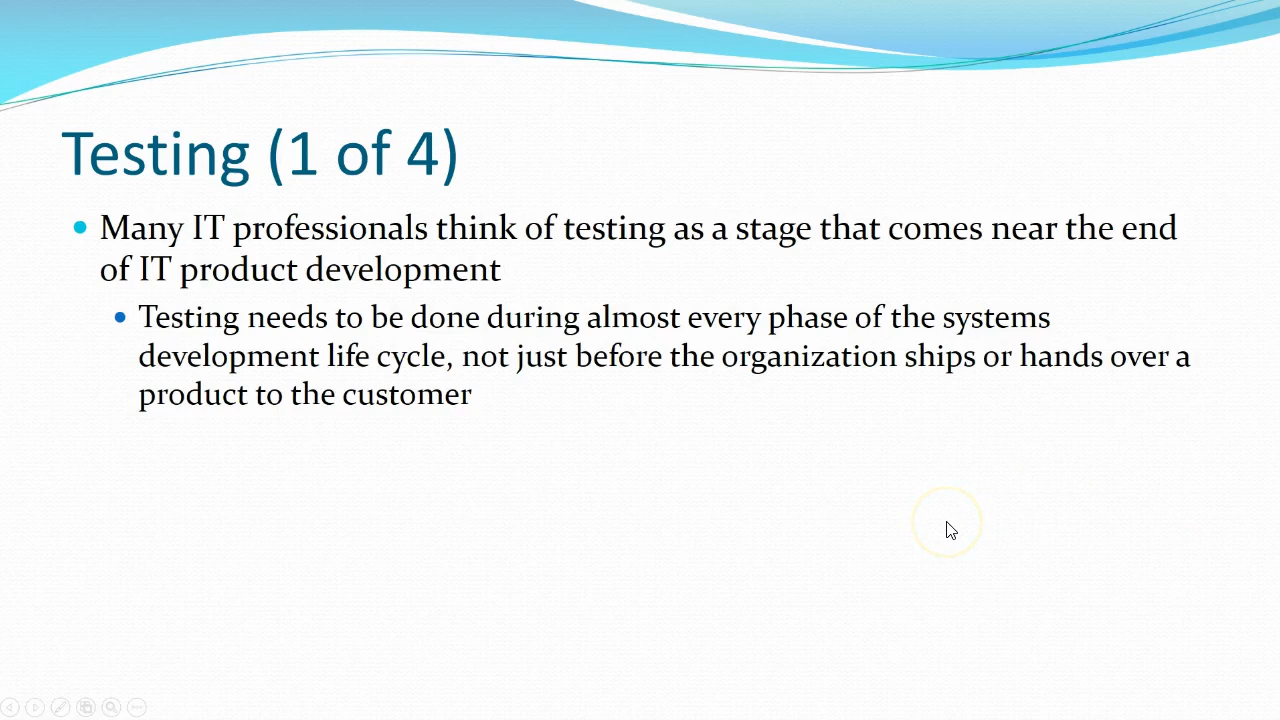 Testing (1 of 4)
Many IT professionals think of testing as a stage that comes near the end
of IT product development
Testing needs to be done during almost every phase of the systems
development life cycle, not just before the organization ships or hands over a
product to the customer